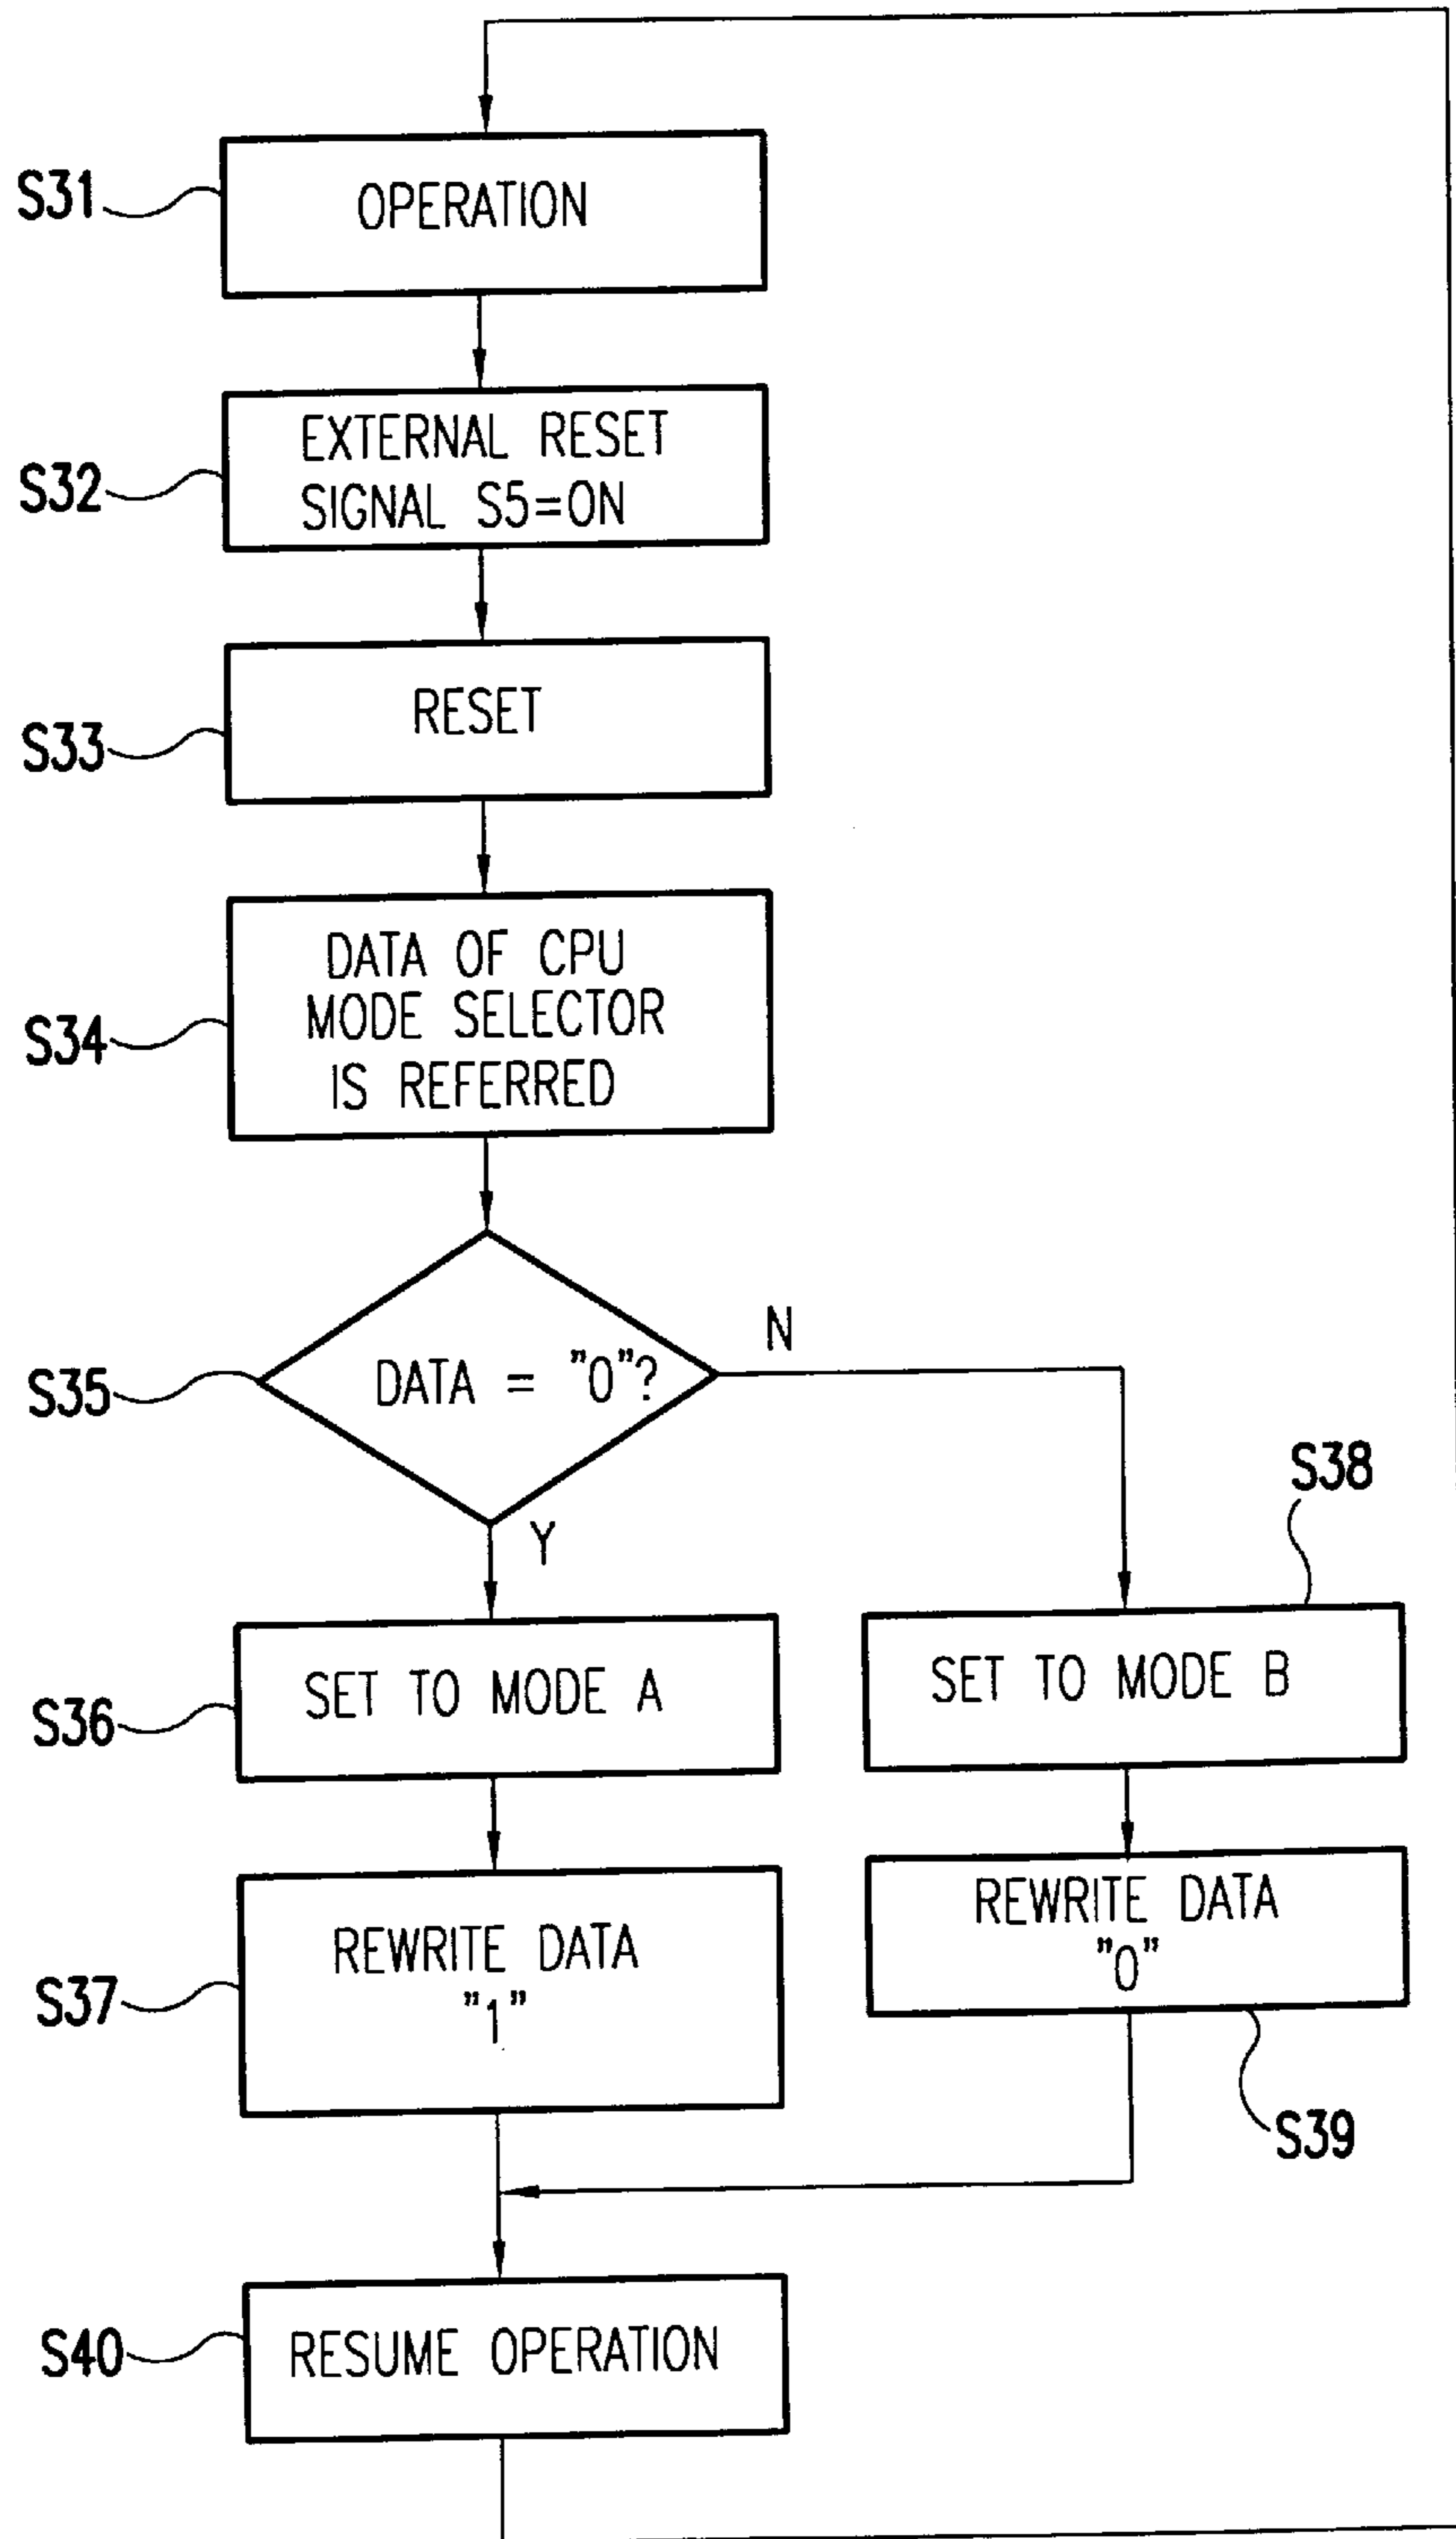 S31
OPERATION
S32
EXTERNAL RESET
SIGNAL S5=ON
S33
RESET
S34
DATA OF CPU
MODE SELECTOR
IS REFERRED
S35
DATA = "0"?
N
Y
S38
S36
SET TO MODE A
SET TO MODE B
S37
REWRITE DATA
"1"
REWRITE DATA
"0"
S39
S40
RESUME OPERATION